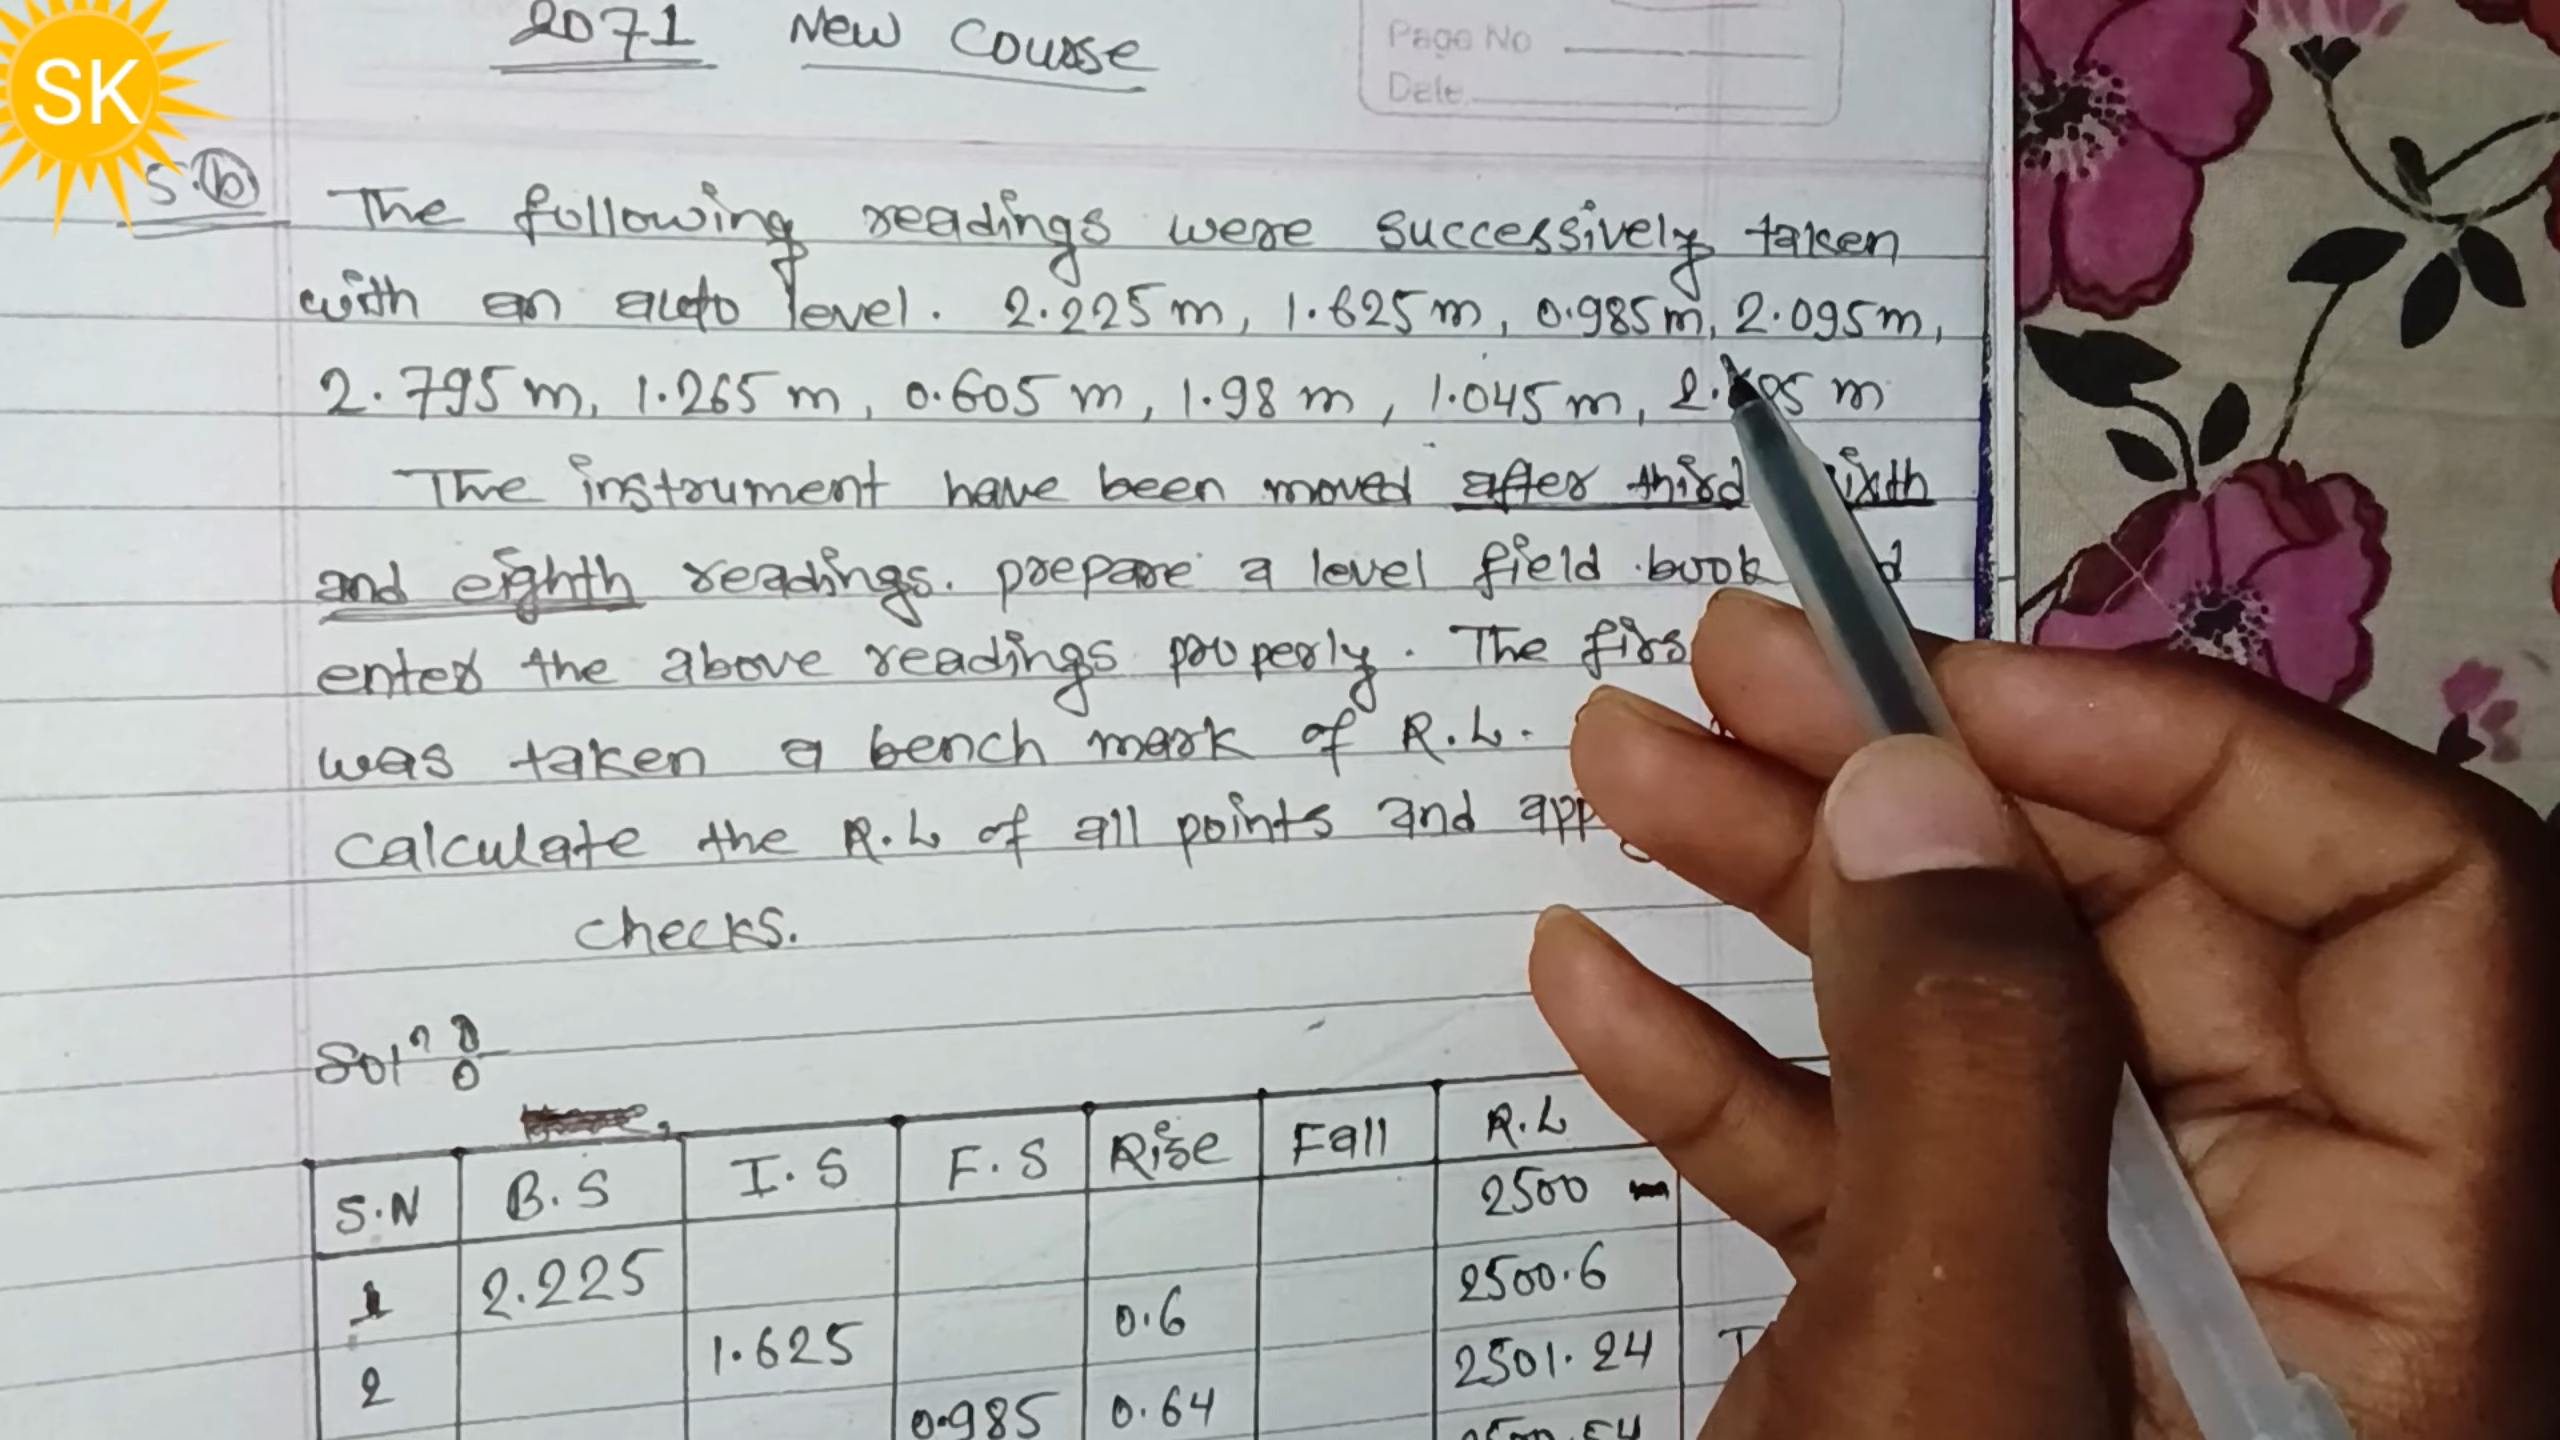 SK
2071 New Course
Page No
Date
5.(b) The following readings were successively taken
with an auto level. 2.225 m, 1.625 m, 0.985 m, 2.095 m,
2.795 m, 1.265 m, 0.605 m, 1.98 m, 1.045 m,
The instrument have been moved after third
and eighth readings. prepare a level field book
enter the above readings properly. The
was taken a bench mark of R.L.
calculate the R.L of all points and
checks.
Solⁿ:
S.N B.S I.S F.S Rise Fall R.L
1 2.225 2500
2 1.625 0.6 2500.6
0.985 0.64 2501.24